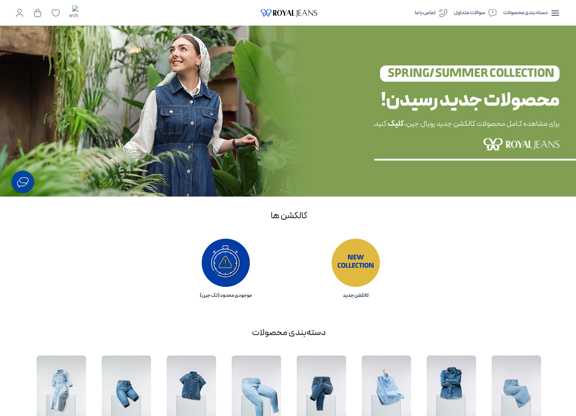 دسته بندی محصولات
سوالات متداول
تماس با ما
ROYAL JEANS
SPRING/SUMMER COLLECTION
محصولات جدید رسیدن!
برای مشاهده کامل محصولات کالکشن جدید رویال جین، کلیک کنید.
ROYAL JEANS
کالکشن ها
NEW
COLLECTION
کالکشن جدید
موجودی محدود (تک جین)
دسته‌بندی محصولات